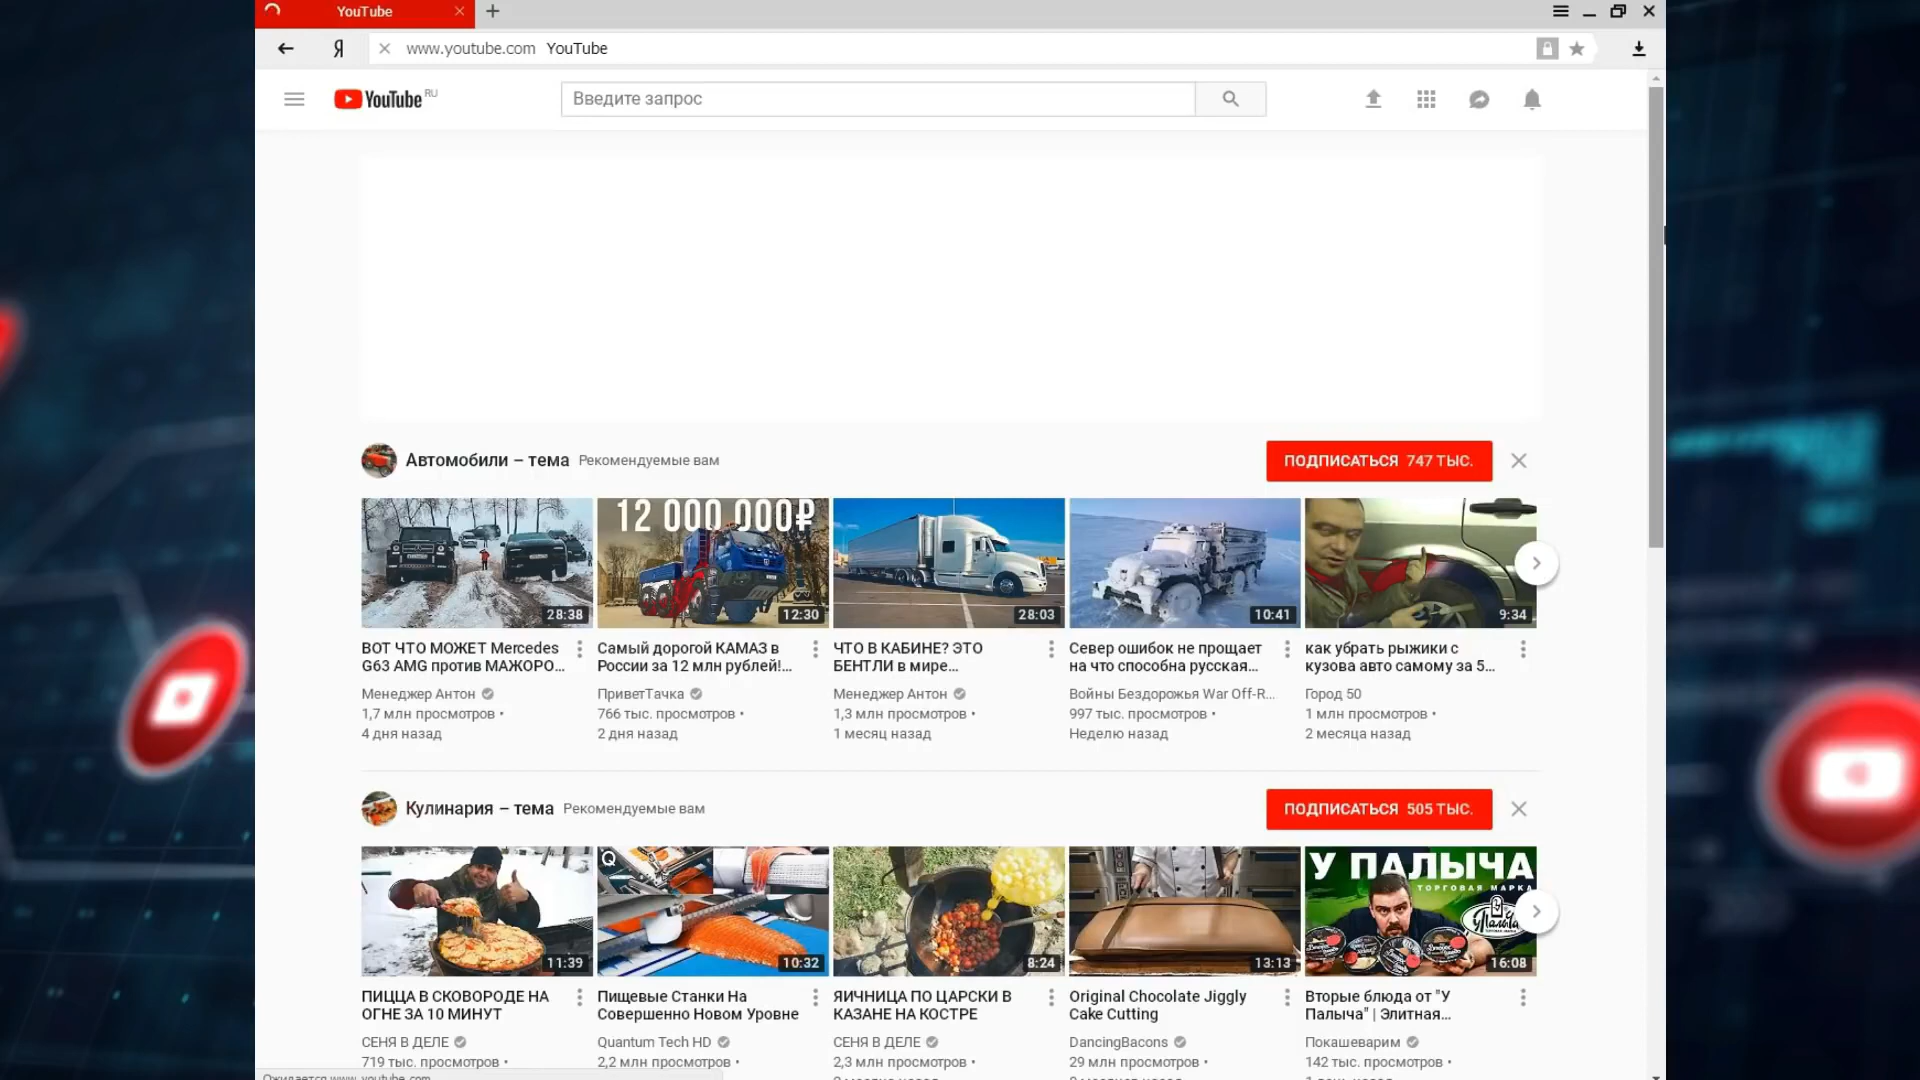 YouTube
Я
www.youtube.com YouTube
YouTube RU
Введите запрос
Автомобили – тема Рекомендуемые вам
ПОДПИСАТЬСЯ 747 ТЫС.
12 000 000₽
28:38
12:30
28:03
10:41
9:34
ВОТ ЧТО МОЖЕТ Mercedes
G63 AMG против МАЖОРО...
Менеджер Антон
1,7 млн просмотров •
4 дня назад
Самый дорогой КАМАЗ в
России за 12 млн рублей!...
ПриветТачка
766 тыс. просмотров •
2 дня назад
ЧТО В КАБИНЕ? ЭТО
БЕНТЛИ в мире...
Менеджер Антон
1,3 млн просмотров •
1 месяц назад
Север ошибок не прощает
на что способна русская...
Войны Бездорожья War Off-R...
997 тыс. просмотров •
Неделю назад
как убрать рыжики с
кузова авто самому за 5...
Город 50
1 млн просмотров •
2 месяца назад
Кулинария – тема Рекомендуемые вам
ПОДПИСАТЬСЯ 505 ТЫС.
Q
У ПАЛЫЧА
ТОРГОВАЯ МАРКА
11:39
10:32
8:24
13:13
16:08
ПИЦЦА В СКОВОРОДЕ НА
ОГНЕ ЗА 10 МИНУТ
СЕНЯ В ДЕЛЕ
719 тыс. просмотров •
Пищевые Станки На
Совершенно Новом Уровне
Quantum Tech HD
2,2 млн просмотров •
ЯИЧНИЦА ПО ЦАРСКИ В
КАЗАНЕ НА КОСТРЕ
СЕНЯ В ДЕЛЕ
2,3 млн просмотров •
Original Chocolate Jiggly
Cake Cutting
DancingBacons
29 млн просмотров •
Вторые блюда от "У
Палыча" | Элитная...
Покашеварим
142 тыс. просмотров •
Ожидается www.youtube.com